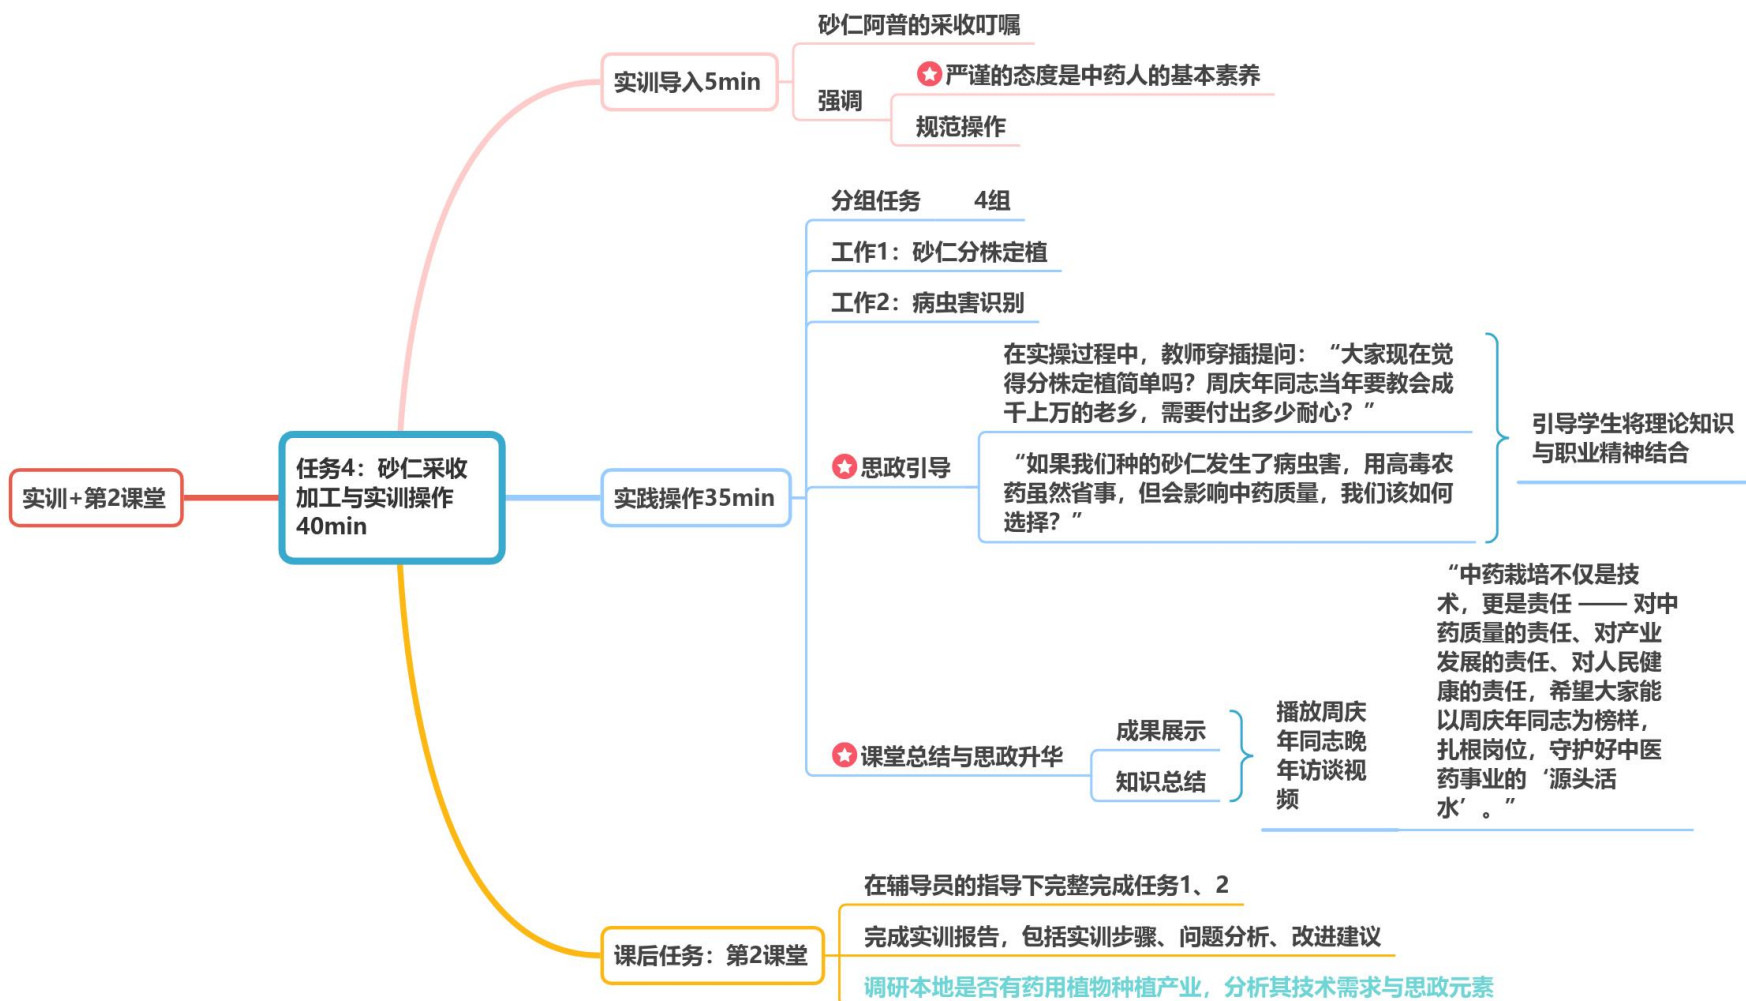 实训+第2课堂
任务4：砂仁采收
加工与实训操作
40min
实训导入5min
砂仁阿普的采收叮嘱
强调
严谨的态度是中药人的基本素养
规范操作
实践操作35min
分组任务
4组
工作1：砂仁分株定植
工作2：病虫害识别
思政引导
在实操过程中，教师穿插提问：“大家现在觉
得分株定植简单吗？周庆年同志当年要教会成
千上万的老乡，需要付出多少耐心？”
“如果我们种的砂仁发生了病虫害，用高毒农
药虽然省事，但会影响中药质量，我们该如何
选择？”
引导学生将理论知识
与职业精神结合
课堂总结与思政升华
成果展示
知识总结
播放周庆
年同志晚
年访谈视
频
“中药栽培不仅是技
术，更是责任 —— 对中
药质量的责任、对产业
发展的责任、对人民健
康的责任，希望大家能
以周庆年同志为榜样，
扎根岗位，守护好中医
药事业的‘源头活
水’。”
课后任务：第2课堂
在辅导员的指导下完整完成任务1、2
完成实训报告，包括实训步骤、问题分析、改进建议
调研本地是否有药用植物种植产业，分析其技术需求与思政元素